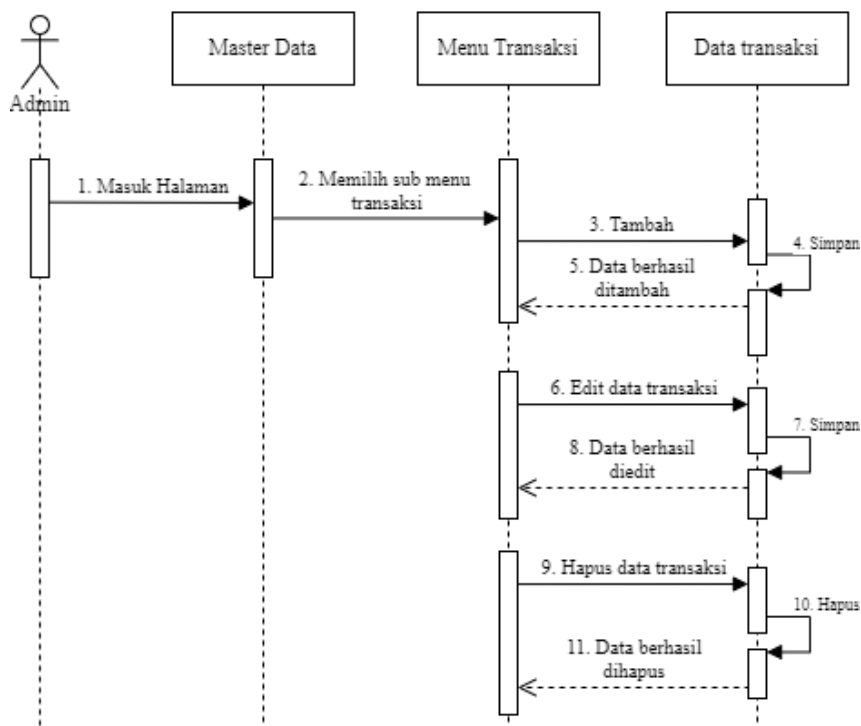 Master Data
Menu Transaksi
Data transaksi
Admin
1. Masuk Halaman
2. Memilih sub menu
transaksi
3. Tambah
4. Simpan
5. Data berhasil
ditambah
6. Edit data transaksi
7. Simpan
8. Data berhasil
diedit
9. Hapus data transaksi
10. Hapus
11. Data berhasil
dihapus